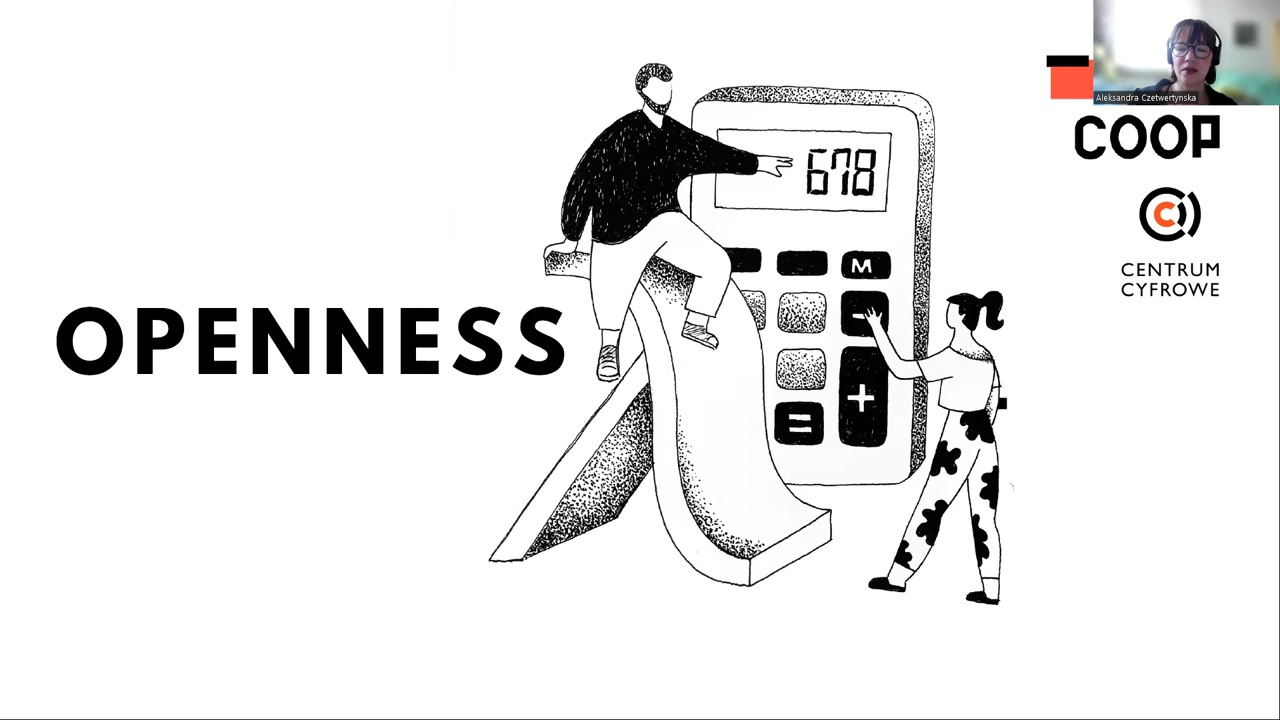 OPENNESS
678
M
-
+
=
Aleksandra Czetwertynska
COOP
C
CENTRUM
CYFROWE